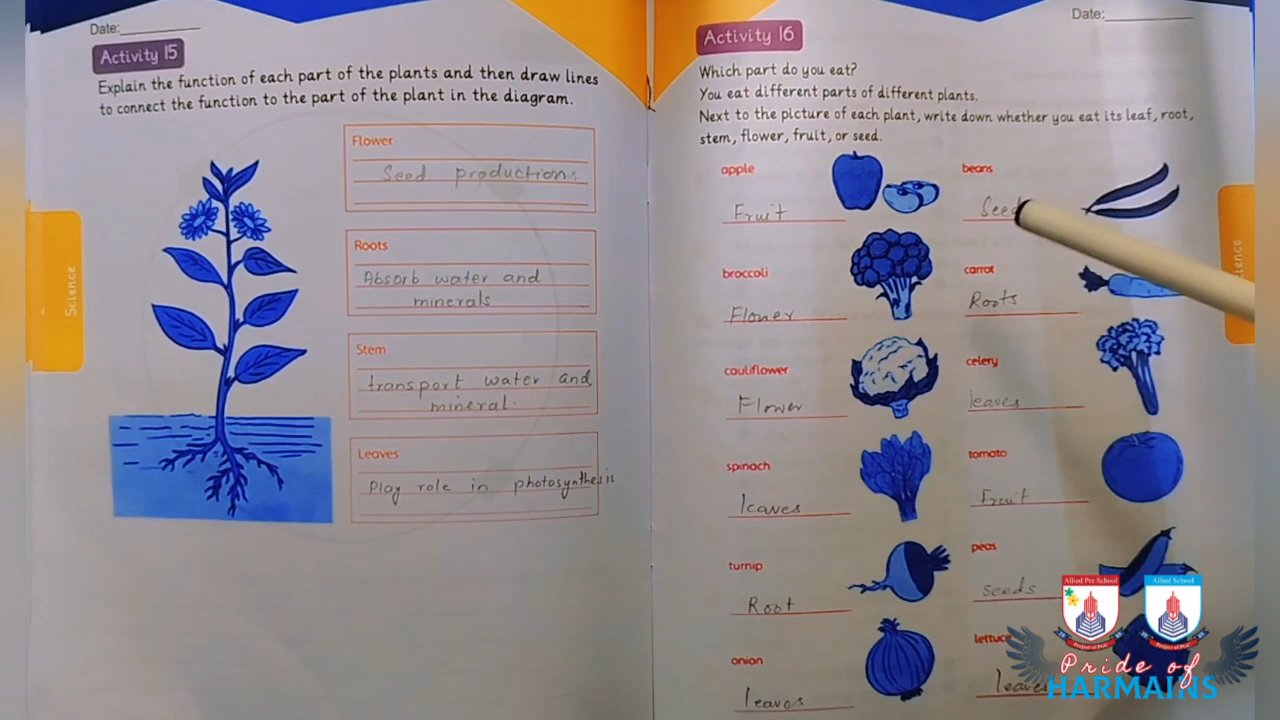 Date:
Activity 15
Explain the function of each part of the plants and then draw lines
to connect the function to the part of the plant in the diagram.
Flower
Seed productions
Roots
Absorb water and
minerals
Stem
transport water and
mineral.
Leaves
Play role in photosynthesis
Science
Date:
Activity 16
Which part do you eat?
You eat different parts of different plants.
Next to the picture of each plant, write down whether you eat its leaf, root,
stem, flower, fruit, or seed.
apple
Fruit
broccoli
Flower
cauliflower
Flower
spinach
leaves
turnip
Root
onion
leaves
beans
Seed
carrot
Roots
celery
leaves
tomato
Fruit
peas
seeds
lettuce
leaves
Allied Pre School
Project of PGC
Allied School
Project of PGC
Pride of
HARMAINS